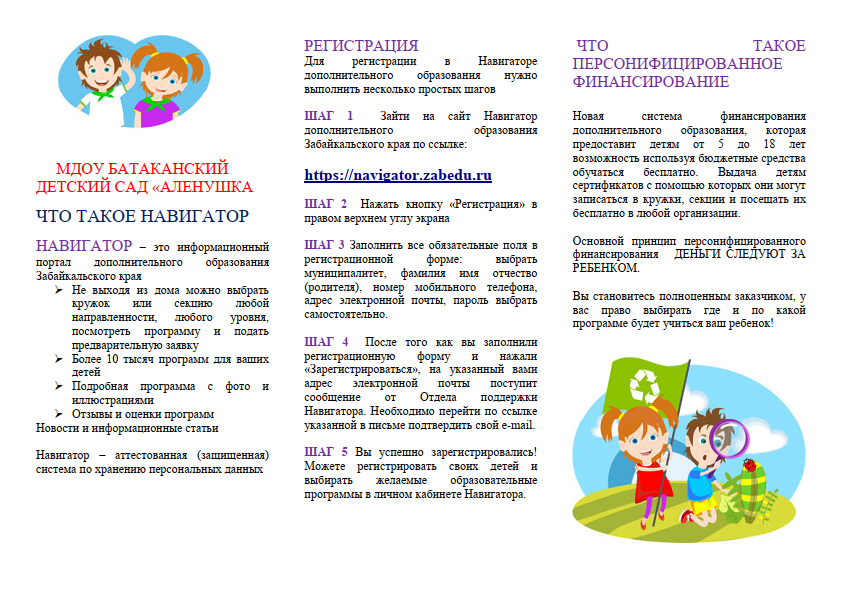 МДОУ БАТАКАНСКИЙ
ДЕТСКИЙ САД «АЛЕНУШКА
ЧТО ТАКОЕ НАВИГАТОР
НАВИГАТОР – это информационный
портал дополнительного образования
Забайкальского края
➢ Не выходя из дома можно выбрать
кружок или секцию любой
направленности, любого уровня,
посмотреть программу и подать
предварительную заявку
➢ Более 10 тысяч программ для ваших
детей
➢ Подробная программа с фото и
иллюстрациями
➢ Отзывы и оценки программ
Новости и информационные статьи
Навигатор – аттестованная (защищенная)
система по хранению персональных данных
РЕГИСТРАЦИЯ
Для регистрации в Навигаторе
дополнительного образования нужно
выполнить несколько простых шагов
ШАГ 1 Зайти на сайт Навигатор
дополнительного образования
Забайкальского края по ссылке:
https://navigator.zabedu.ru
ШАГ 2 Нажать кнопку «Регистрация» в
правом верхнем углу экрана
ШАГ 3 Заполнить все обязательные поля в
регистрационной форме: выбрать
муниципалитет, фамилия имя отчество
(родителя), номер мобильного телефона,
адрес электронной почты, пароль выбрать
самостоятельно.
ШАГ 4 После того как вы заполнили
регистрационную форму и нажали
«Зарегистрироваться», на указанный вами
адрес электронной почты поступит
сообщение от Отдела поддержки
Навигатора. Необходимо перейти по ссылке
указанной в письме подтвердить свой e-mail.
ШАГ 5 Вы успешно зарегистрировались!
Можете регистрировать своих детей и
выбирать желаемые образовательные
программы в личном кабинете Навигатора.
ЧТО ТАКОЕ
ПЕРСОНИФИЦИРОВАННОЕ
ФИНАНСИРОВАНИЕ
Новая система финансирования
дополнительного образования, которая
предоставит детям от 5 до 18 лет
возможность используя бюджетные средства
обучаться бесплатно. Выдача детям
сертификатов с помощью которых они могут
записаться в кружки, секции и посещать их
бесплатно в любой организации.
Основной принцип персонифицированного
финансирования ДЕНЬГИ СЛЕДУЮТ ЗА
РЕБЕНКОМ.
Вы становитесь полноценным заказчиком, у
вас право выбирать где и по какой
программе будет учиться ваш ребенок!